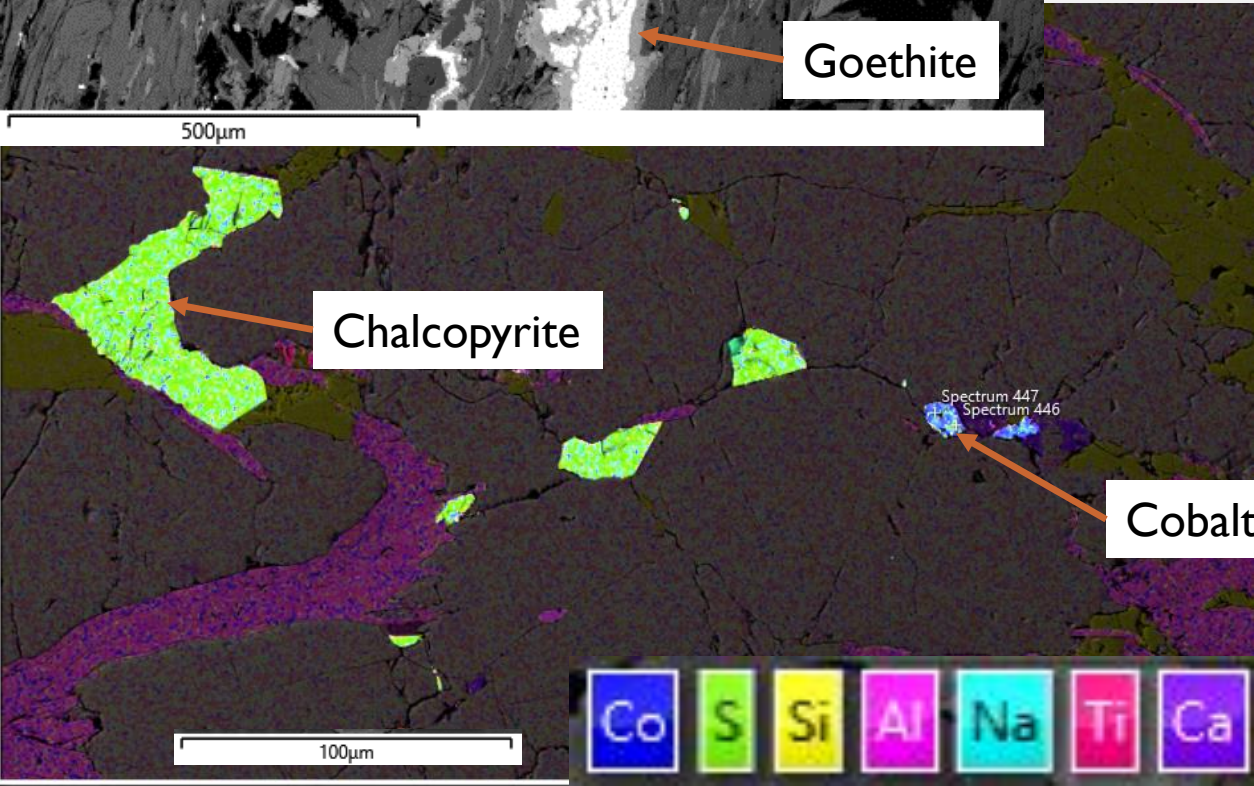 Goethite
500µm
Chalcopyrite
Spectrum 447
Spectrum 446
Cobalt
100µm
Co S Si Al Na Ti Ca